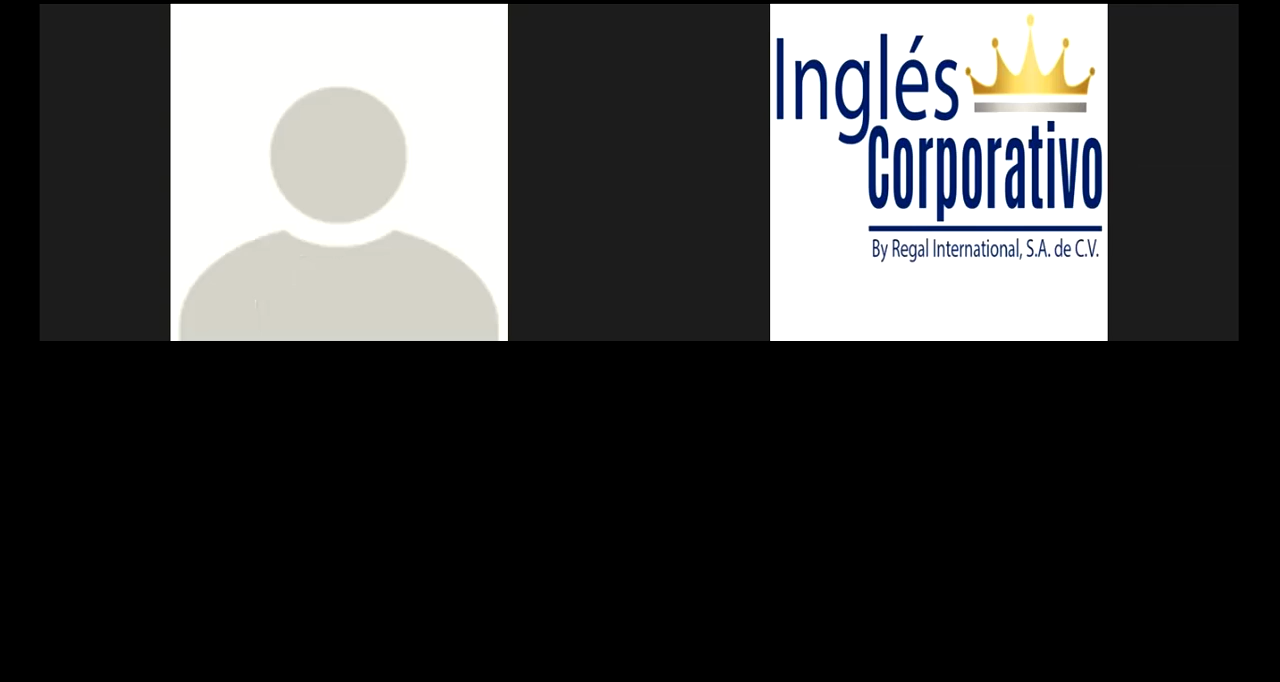 Inglés
Corporativo
By Regal International, S.A. de C.V.